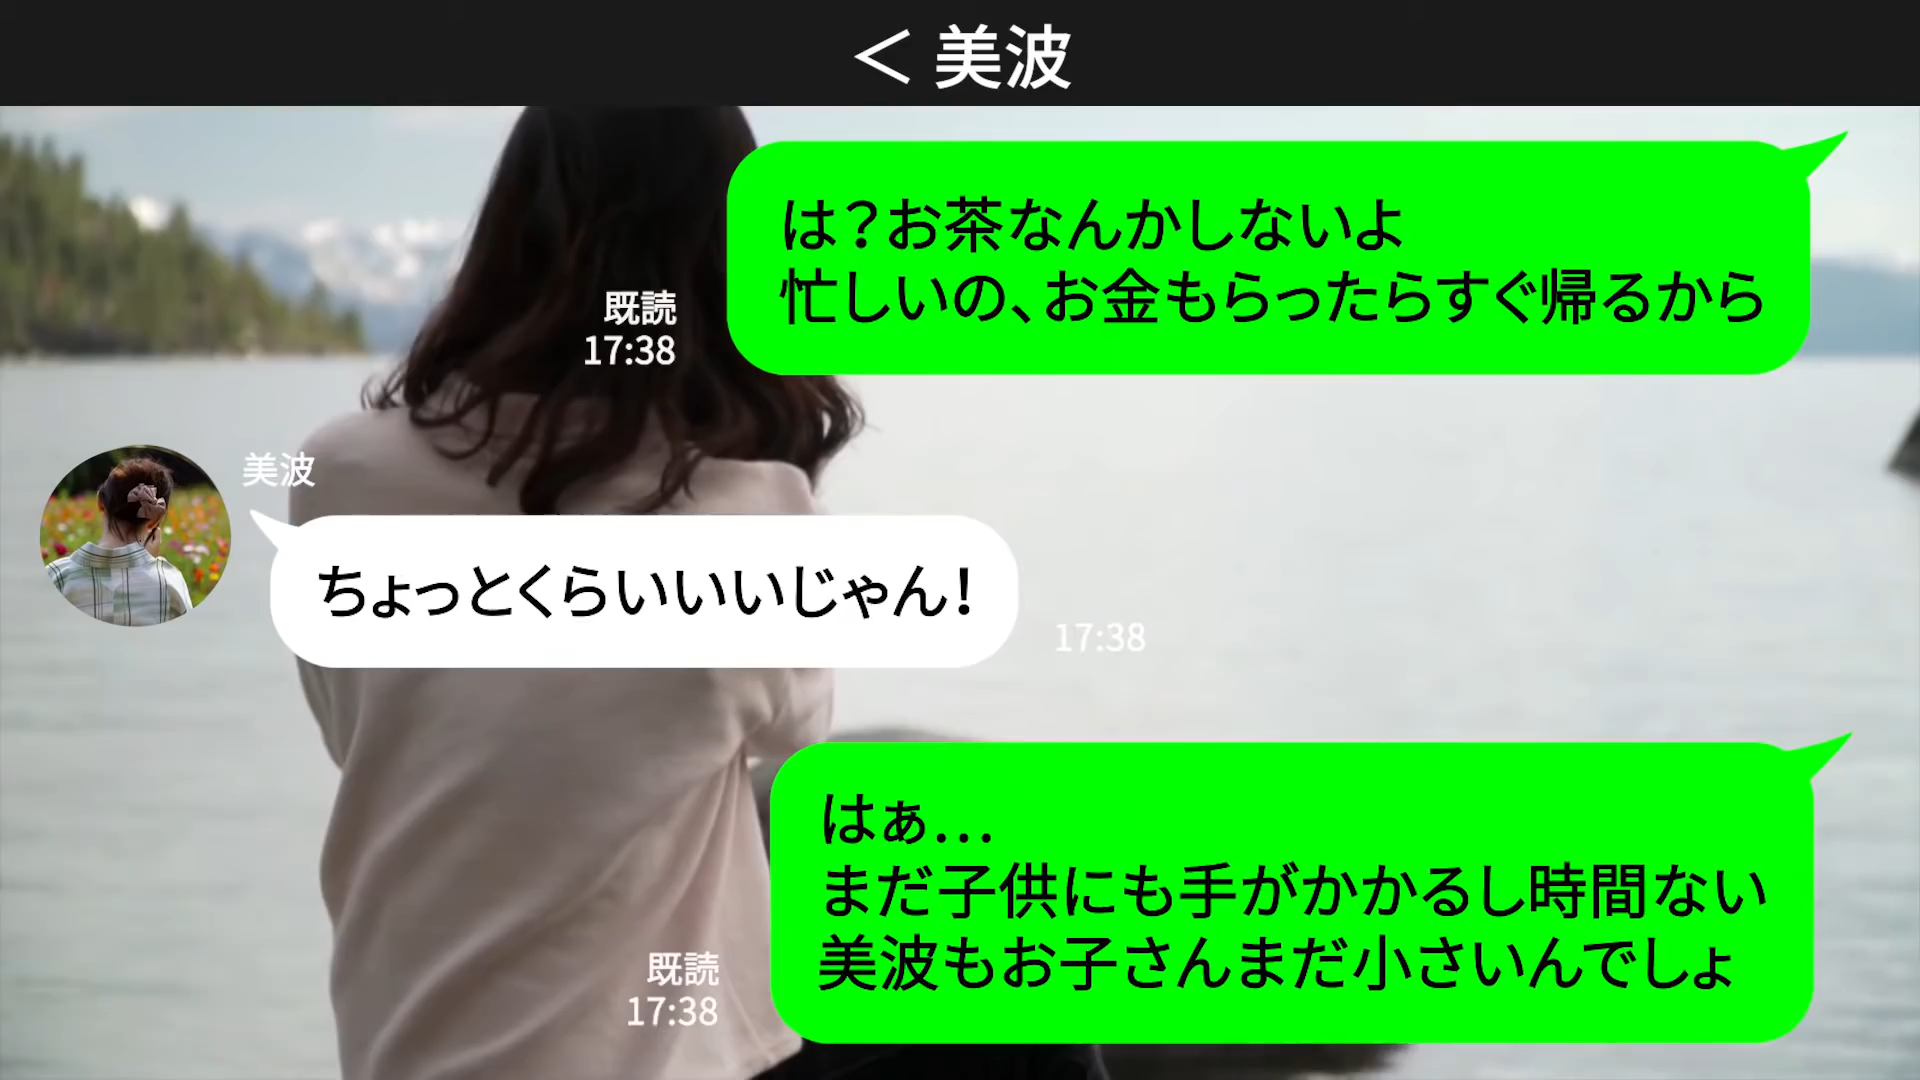 ＜ 美波
は？お茶なんかしないよ
忙しいの、お金もらったらすぐ帰るから
既読
17:38
美波
ちょっとくらいいいじゃん！
17:38
はぁ…
まだ子供にも手がかかるし時間ない
美波もお子さんまだ小さいんでしょ
既読
17:38